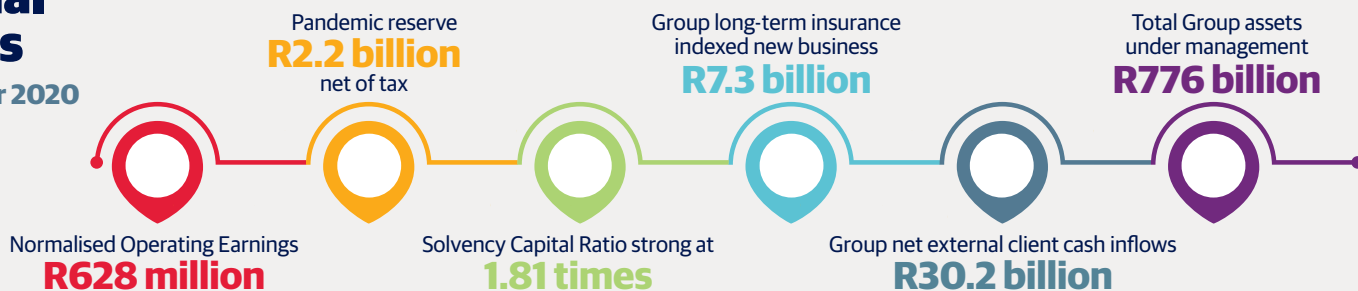 2020
Pandemic reserve
R2.2 billion
net of tax
Group long-term insurance
indexed new business
R7.3 billion
Total Group assets
under management
R776 billion
Normalised Operating Earnings
R628 million
Solvency Capital Ratio strong at
1.81 times
Group net external client cash inflows
R30.2 billion